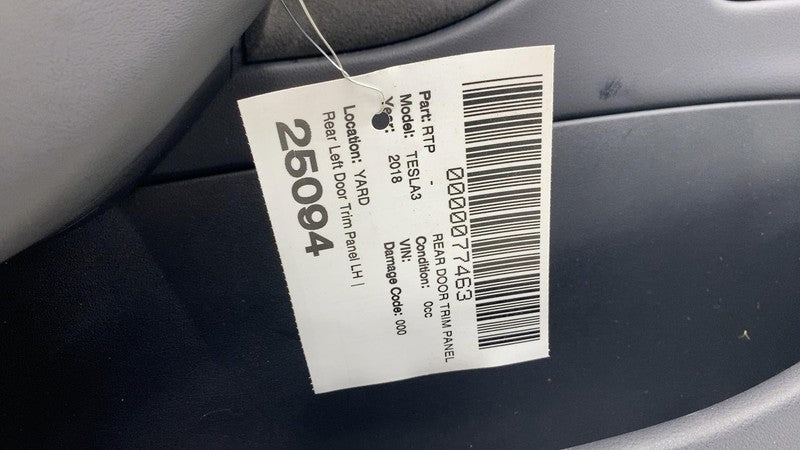 0000077463
Part: RTP - REAR DOOR TRIM PANEL
Model: TESLA3 Condition: 0cc
Year: 2018 VIN:
Damage Code: 000
Location: YARD
Rear Left Door Trim Panel LH |
25094